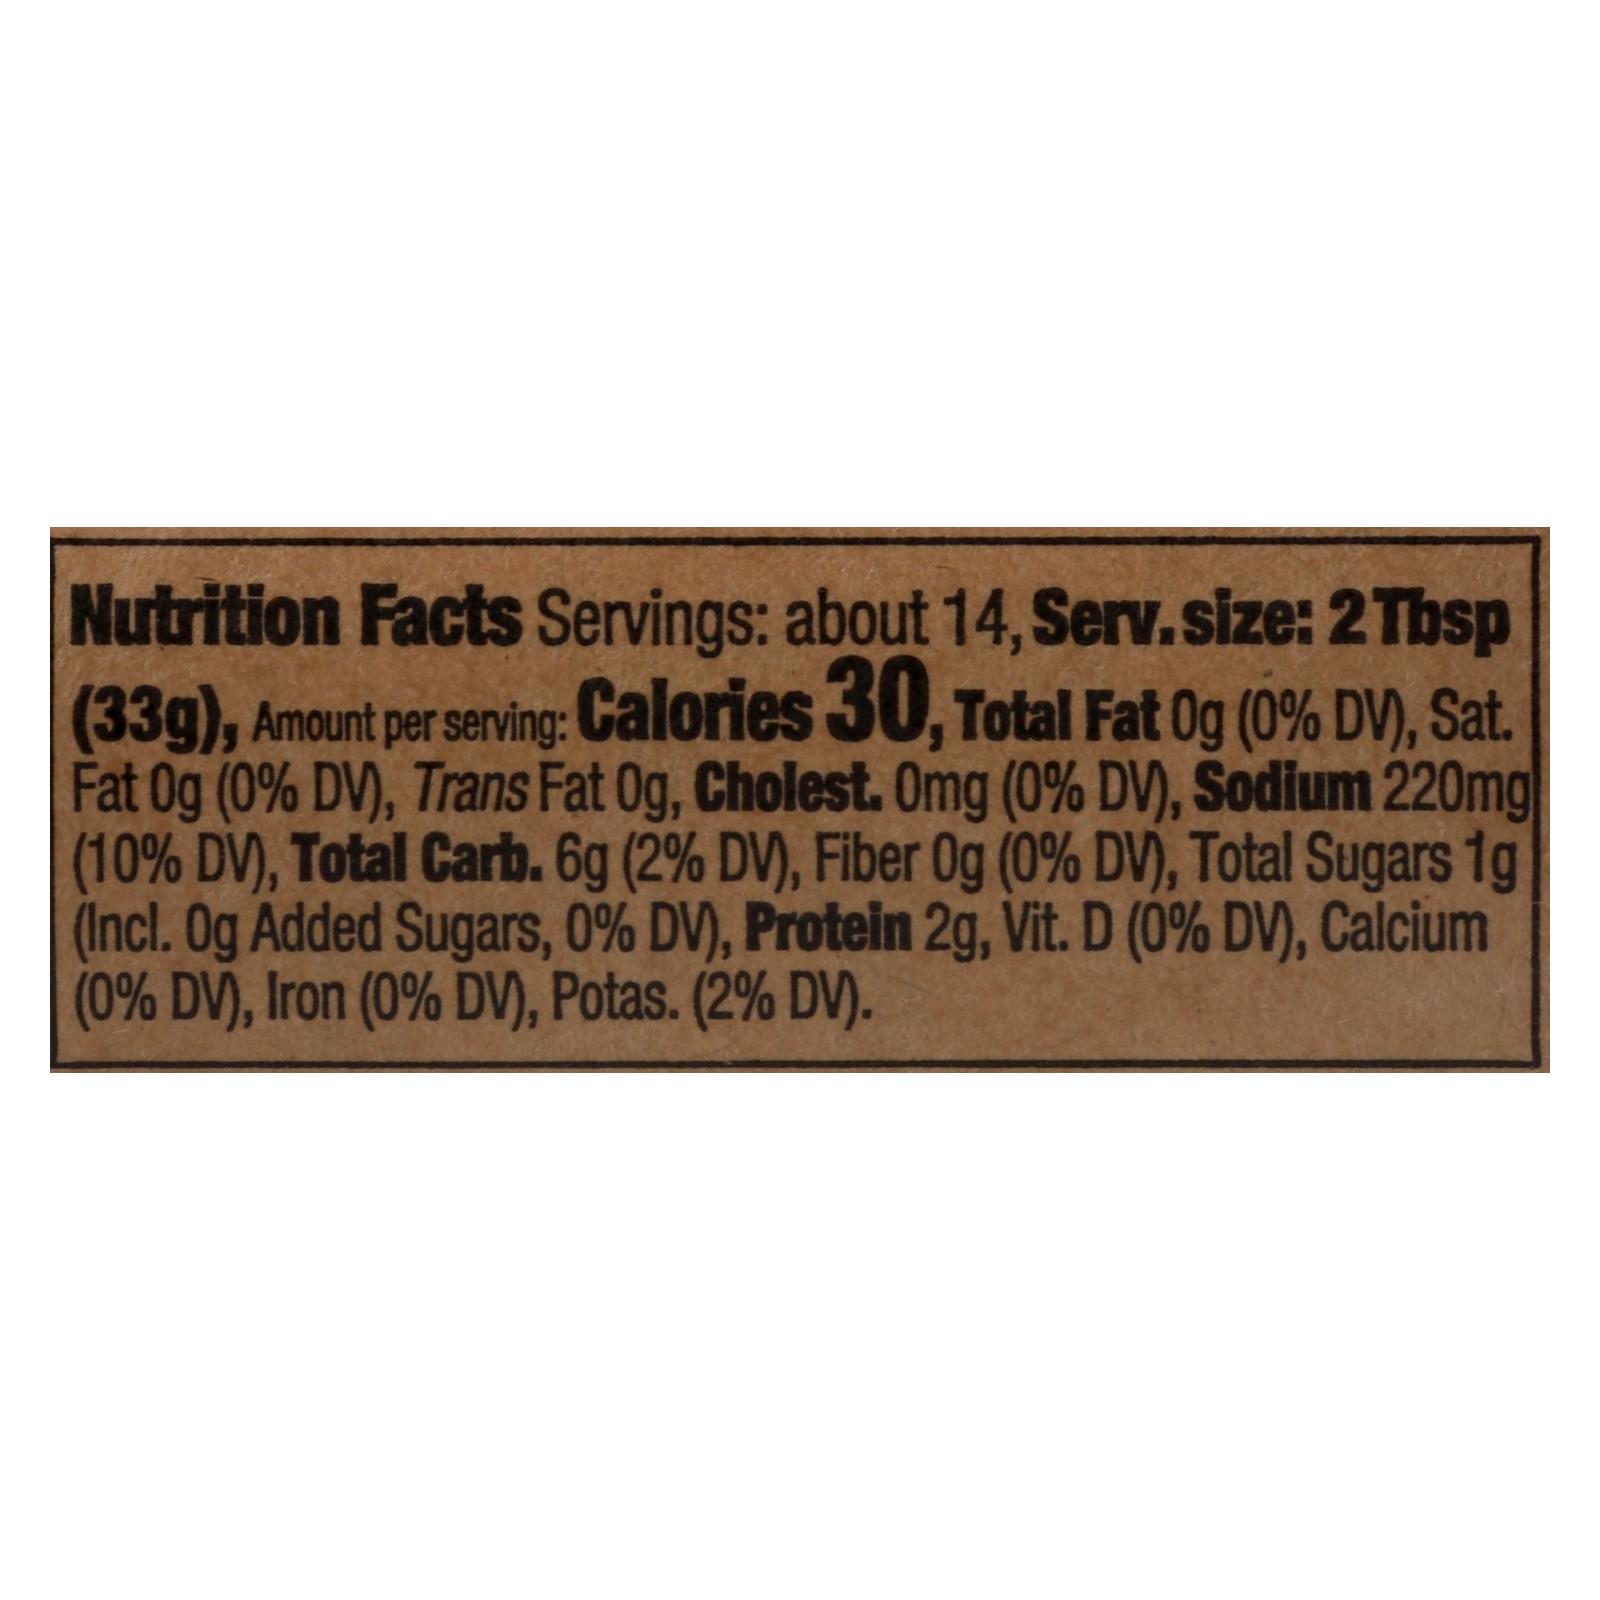 Nutrition Facts Servings: about 14, Serv. size: 2 Tbsp
(33g), Amount per serving: Calories 30, Total Fat 0g (0% DV), Sat.
Fat 0g (0% DV), Trans Fat 0g, Cholest. 0mg (0% DV), Sodium 220mg
(10% DV), Total Carb. 6g (2% DV), Fiber 0g (0% DV), Total Sugars 1g
(Incl. 0g Added Sugars, 0% DV), Protein 2g, Vit. D (0% DV), Calcium
(0% DV), Iron (0% DV), Potas. (2% DV).